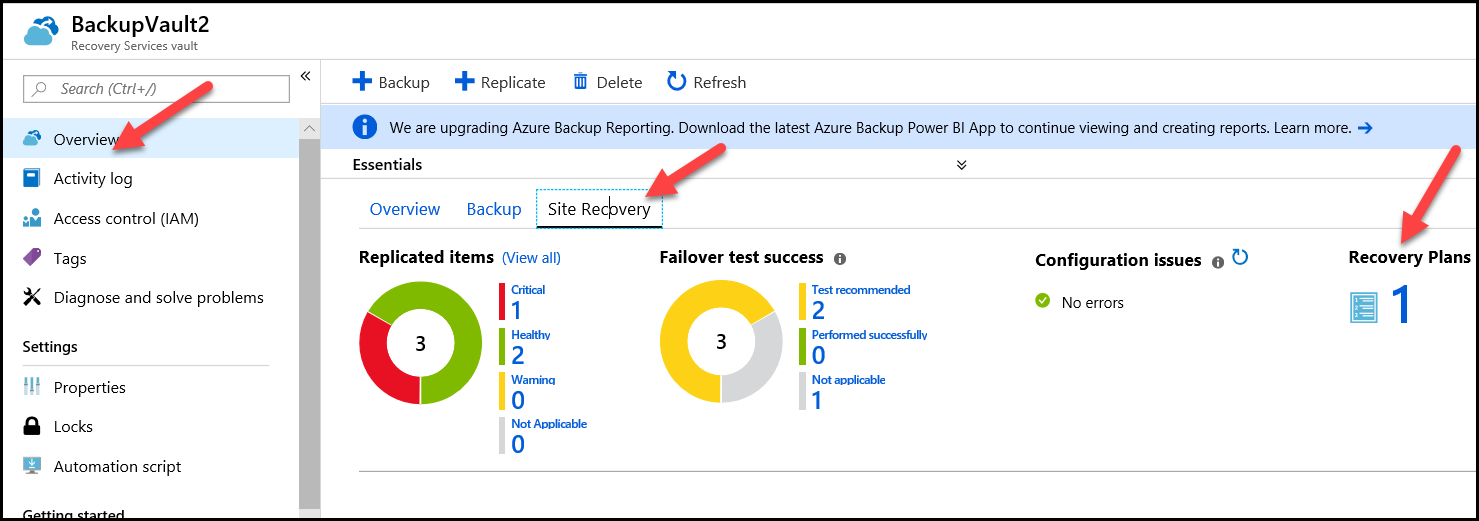 BackupVault2
Recovery Services vault
Search (Ctrl+/)
Overview
Activity log
Access control (IAM)
Tags
Diagnose and solve problems
Settings
Properties
Locks
Automation script
Getting started
Backup
Replicate
Delete
Refresh
We are upgrading Azure Backup Reporting. Download the latest Azure Backup Power BI App to continue viewing and creating reports. Learn more.
Essentials
Overview Backup Site Recovery
Replicated items (View all)
3
Critical
1
Healthy
2
Warning
0
Not Applicable
0
Failover test success
3
Test recommended
2
Performed successfully
0
Not applicable
1
Configuration issues
No errors
Recovery Plans
1